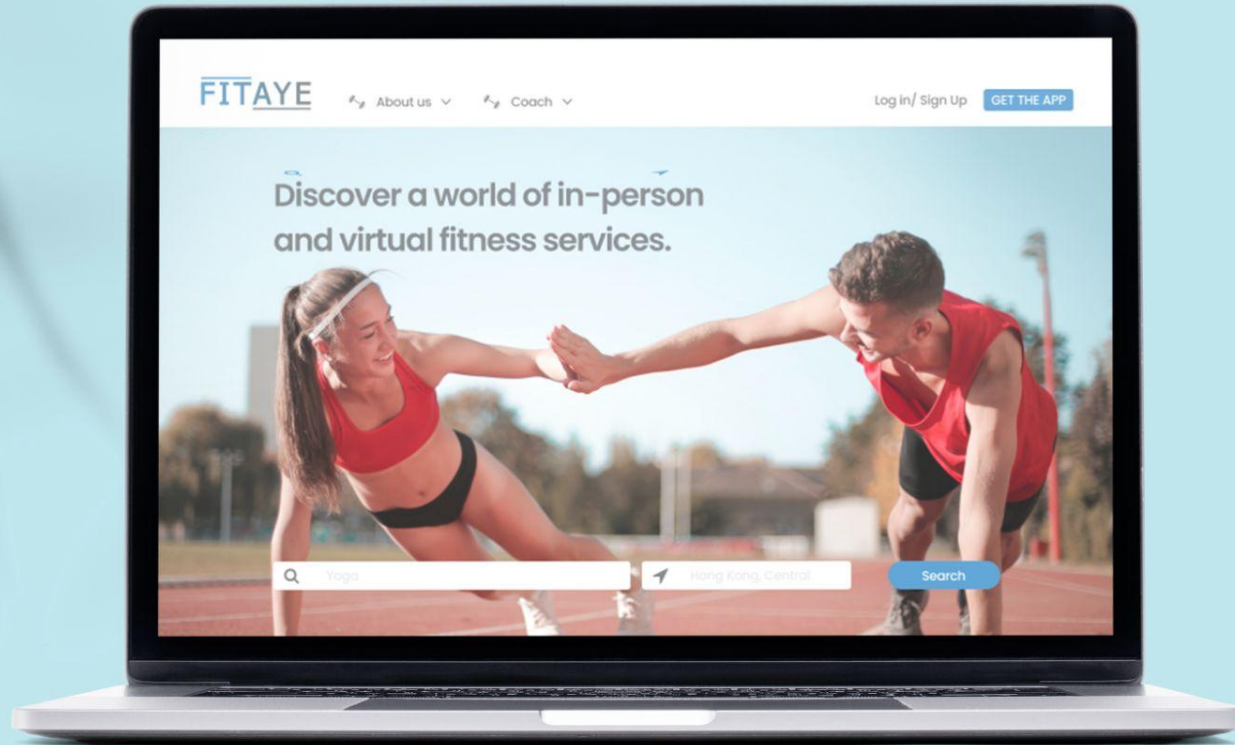 FITAYE
About us
Coach
Log in/ Sign Up
GET THE APP
Discover a world of in-person
and virtual fitness services.
Yoga
Hong Kong, Central
Search